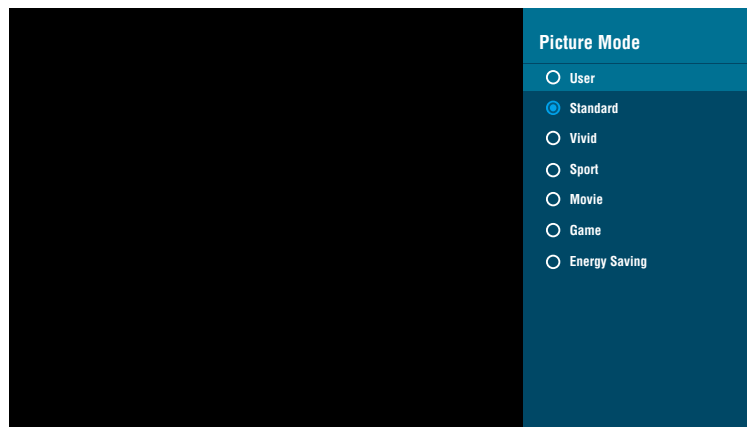 Picture Mode
User
Standard
Vivid
Sport
Movie
Game
Energy Saving